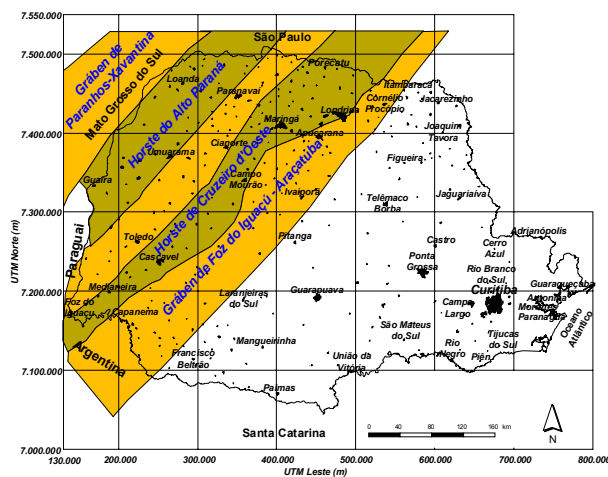 7.550.000
7.500.000
7.400.000
7.300.000
7.200.000
7.100.000
7.000.000
UTM Norte (m)
130.000
200.000
300.000
400.000
500.000
600.000
700.000
800.000
UTM Leste (m)
São Paulo
Gráben de
Paranhos-Xavantina
Mato Grosso do Sul
Horste do Alto Paraná
Horste de Cruzeiro d'Oeste
Gráben de Foz do Iguaçú - Araçatuba
Paraguai
Argentina
Santa Catarina
Oceano
Atlântico
Loanda
Paranavaí
Porecatu
Itambaracá
Cornélio
Procópio
Jacarezinho
Londrina
Maringá
Apucarana
Joaquim
Távora
Umuarama
Cianorte
Figueira
Guaíra
Campo
Mourão
Ivaiporã
Telêmaco
Borba
Jaguariaíva
Toledo
Cascavel
Pitanga
Castro
Adrianópolis
Cerro
Azul
Ponta
Grossa
Rio Branco
do Sul
Medianeira
Foz do
Iguaçu
Capanema
Laranjeiras
do Sul
Guarapuava
Curitiba
Campo
Largo
Guaraqueçaba
Antonina
Morretes
Paranaguá
São Mateus
do Sul
Tijucas
do Sul
Mangueirinha
Francisco
Beltrão
União da
Vitória
Rio
Negro
Piên
Palmas
0
40
80
120
160 km
N